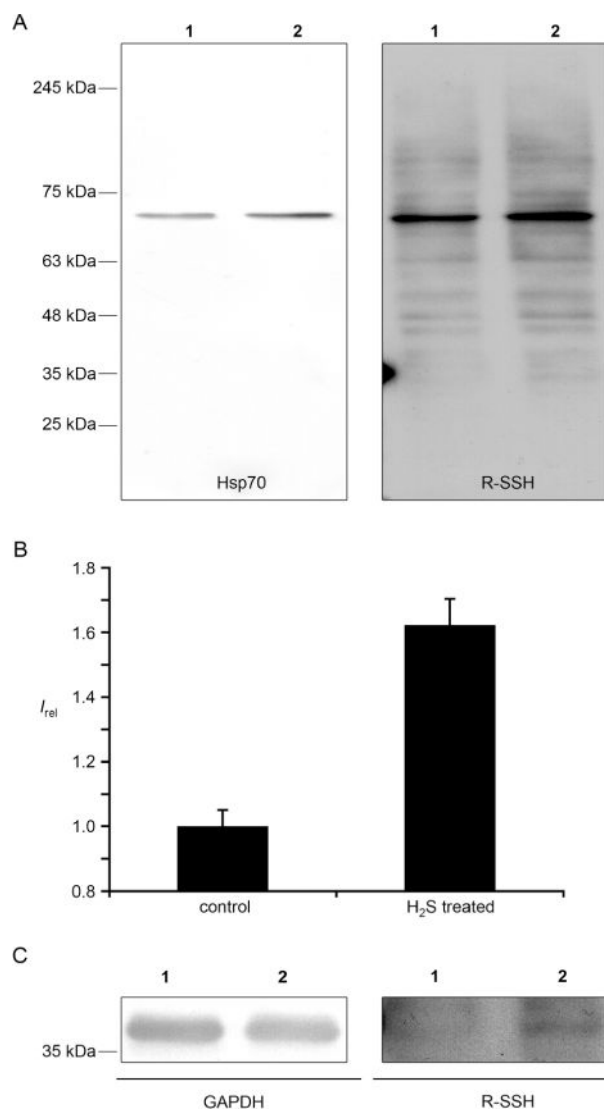 A
1 2 1 2
245 kDa
75 kDa
63 kDa
48 kDa
35 kDa
25 kDa
Hsp70 R-SSH
B
1.8
1.6
1.4
Irel
1.2
1.0
0.8
control H2S treated
C
1 2 1 2
35 kDa
GAPDH R-SSH